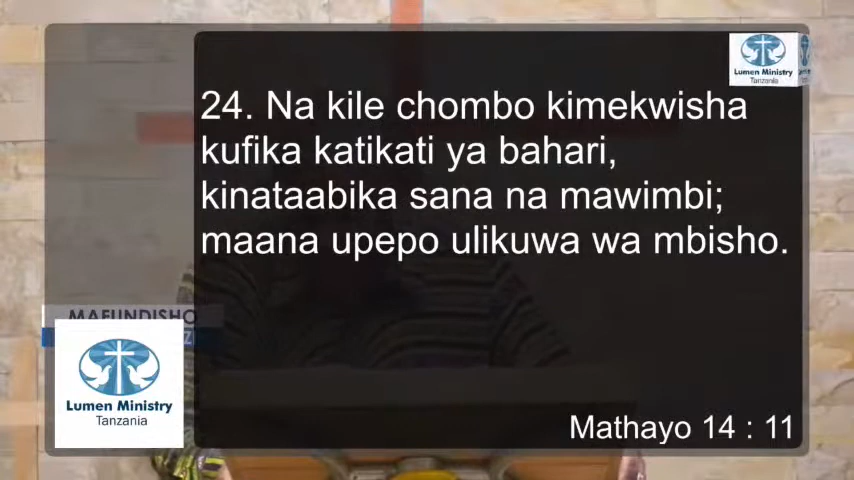 Lumen Ministry
Tanzania
24. Na kile chombo kimekwisha
kufika katikati ya bahari,
kinataabika sana na mawimbi;
maana upepo ulikuwa wa mbisho.
MAFUNDISHO
Lumen Ministry
Tanzania
Mathayo 14 : 11